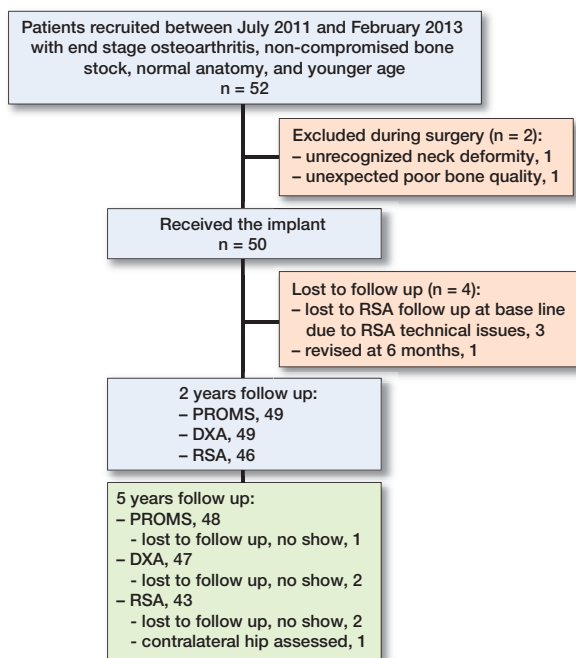 Patients recruited between July 2011 and February 2013
with end stage osteoarthritis, non-compromised bone
stock, normal anatomy, and younger age
n = 52
Excluded during surgery (n = 2):
– unrecognized neck deformity, 1
– unexpected poor bone quality, 1
Received the implant
n = 50
Lost to follow up (n = 4):
– lost to RSA follow up at base line
due to RSA technical issues, 3
– revised at 6 months, 1
2 years follow up:
– PROMS, 49
– DXA, 49
– RSA, 46
5 years follow up:
– PROMS, 48
- lost to follow up, no show, 1
– DXA, 47
- lost to follow up, no show, 2
– RSA, 43
- lost to follow up, no show, 2
- contralateral hip assessed, 1